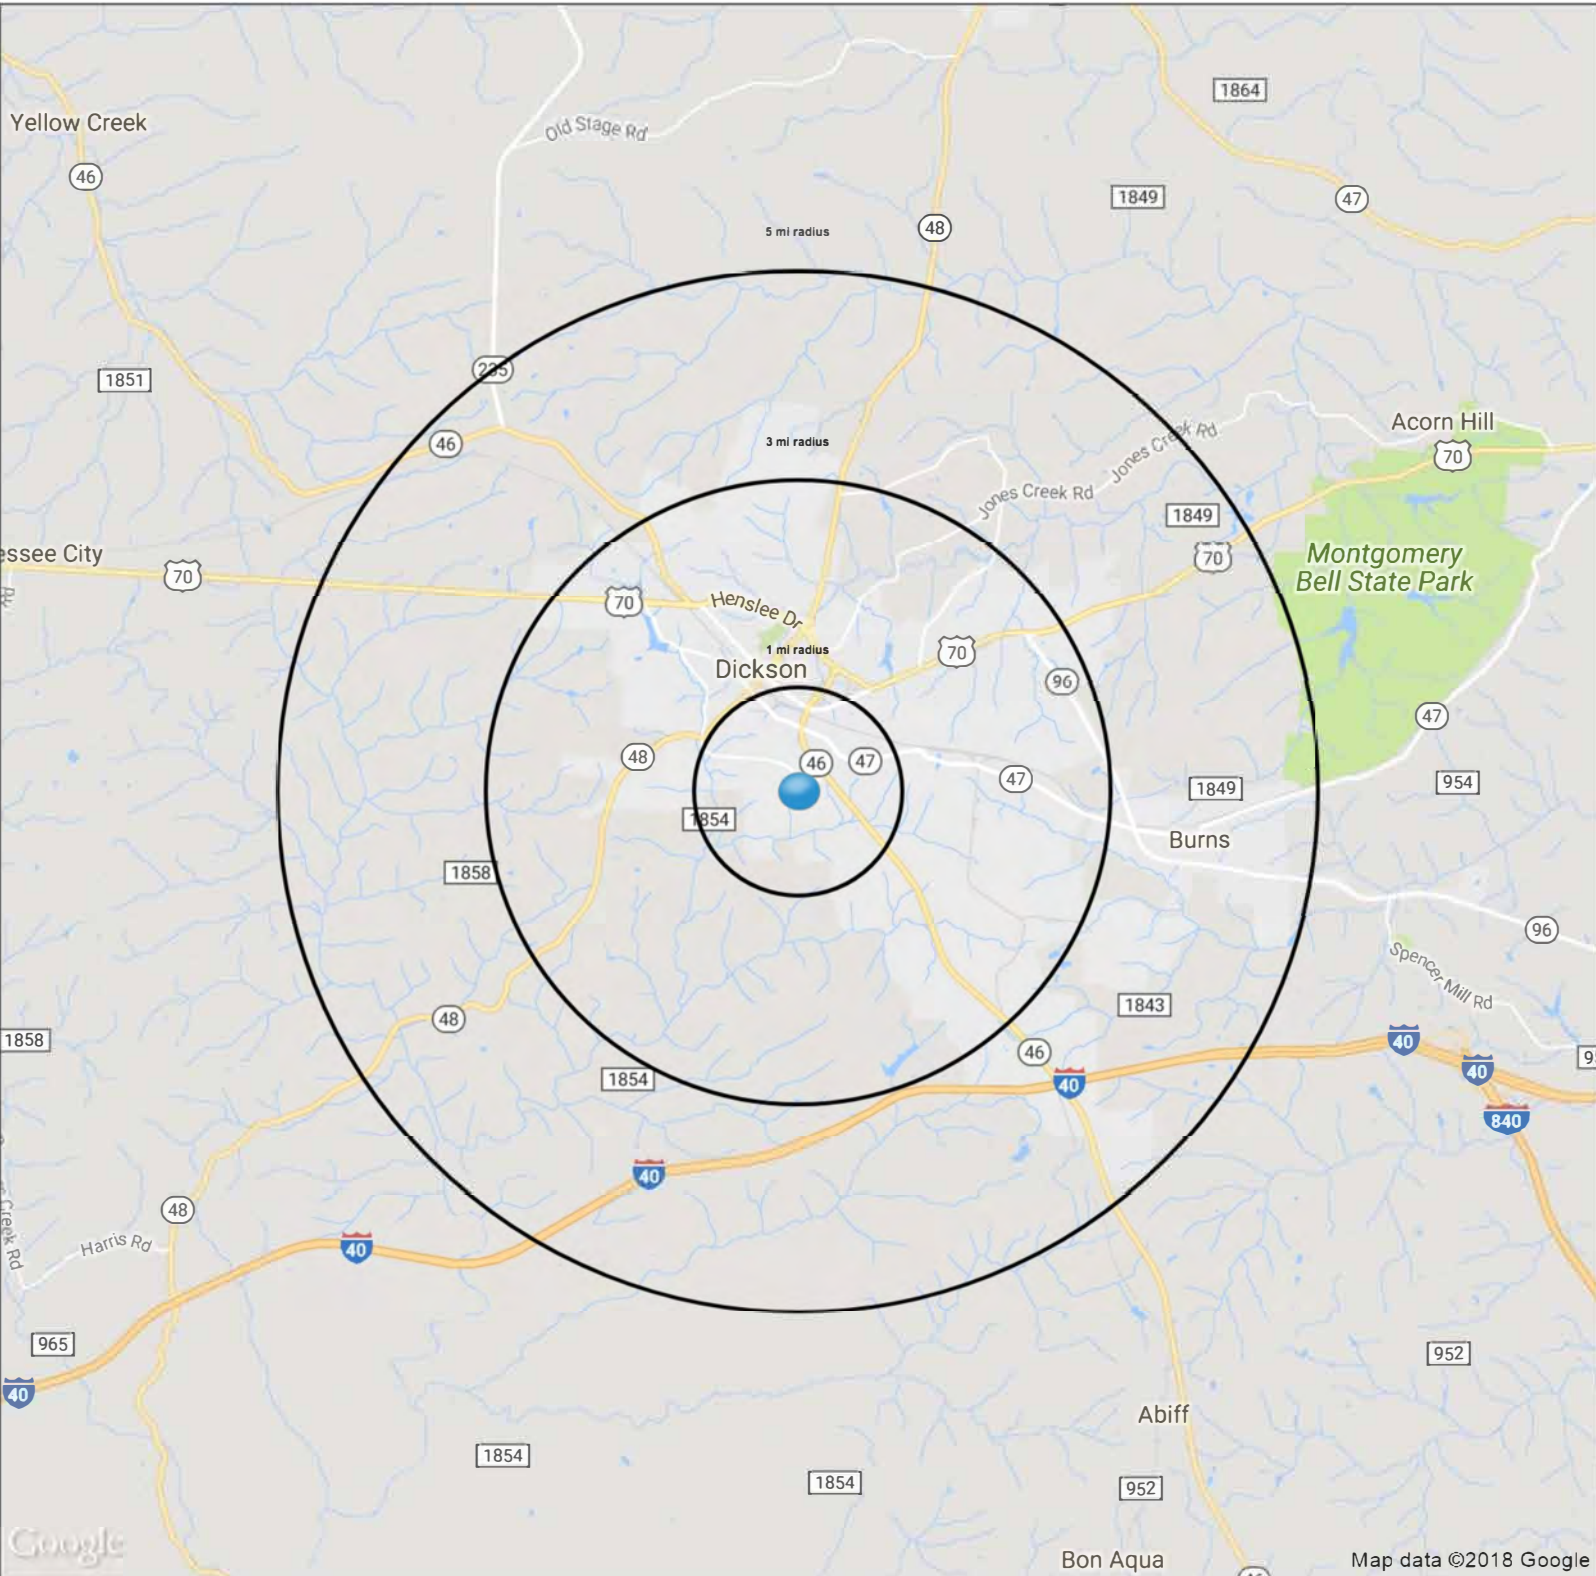 1864
Yellow Creek
Old Stage Rd
46
1849
47
5 mi radius
48
235
1851
Acorn Hill
46
3 mi radius
Jones Creek Rd
70
Jones Creek Rd
1849
essee City
70
Montgomery
Bell State Park
70
70
Henslee Dr
1 mi radius
70
Dickson
96
47
48
46
47
47
1849
954
1854
Burns
1858
96
Spencer Mill Rd
1843
48
1858
40
46
9
40
1854
40
840
40
48
Creek Rd
Harris Rd
40
965
952
40
Abiff
1854
1854
952
Google
Bon Aqua
Map data ©2018 Google